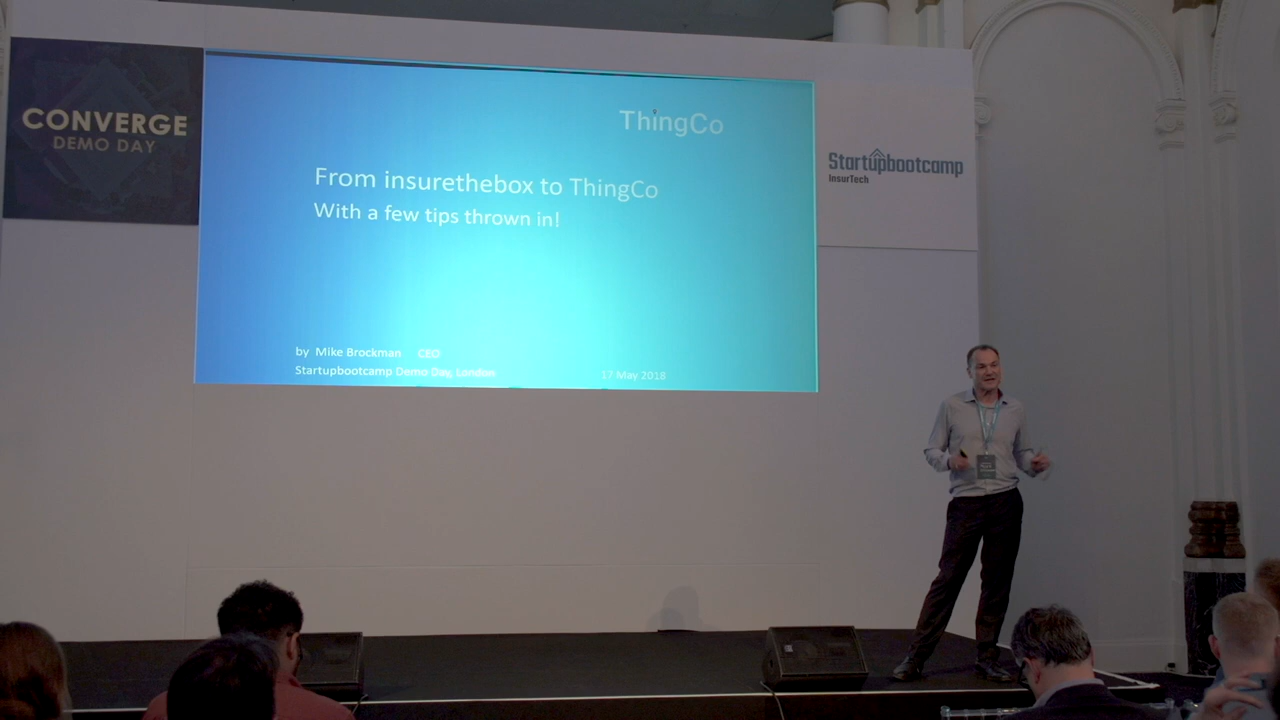 CONVERGE
DEMO DAY
ThingCo
Startupbootcamp
InsurTech
From insurethebox to ThingCo
With a few tips thrown in!
by Mike Brockman CEO
Startupbootcamp Demo Day, London
17 May 2018